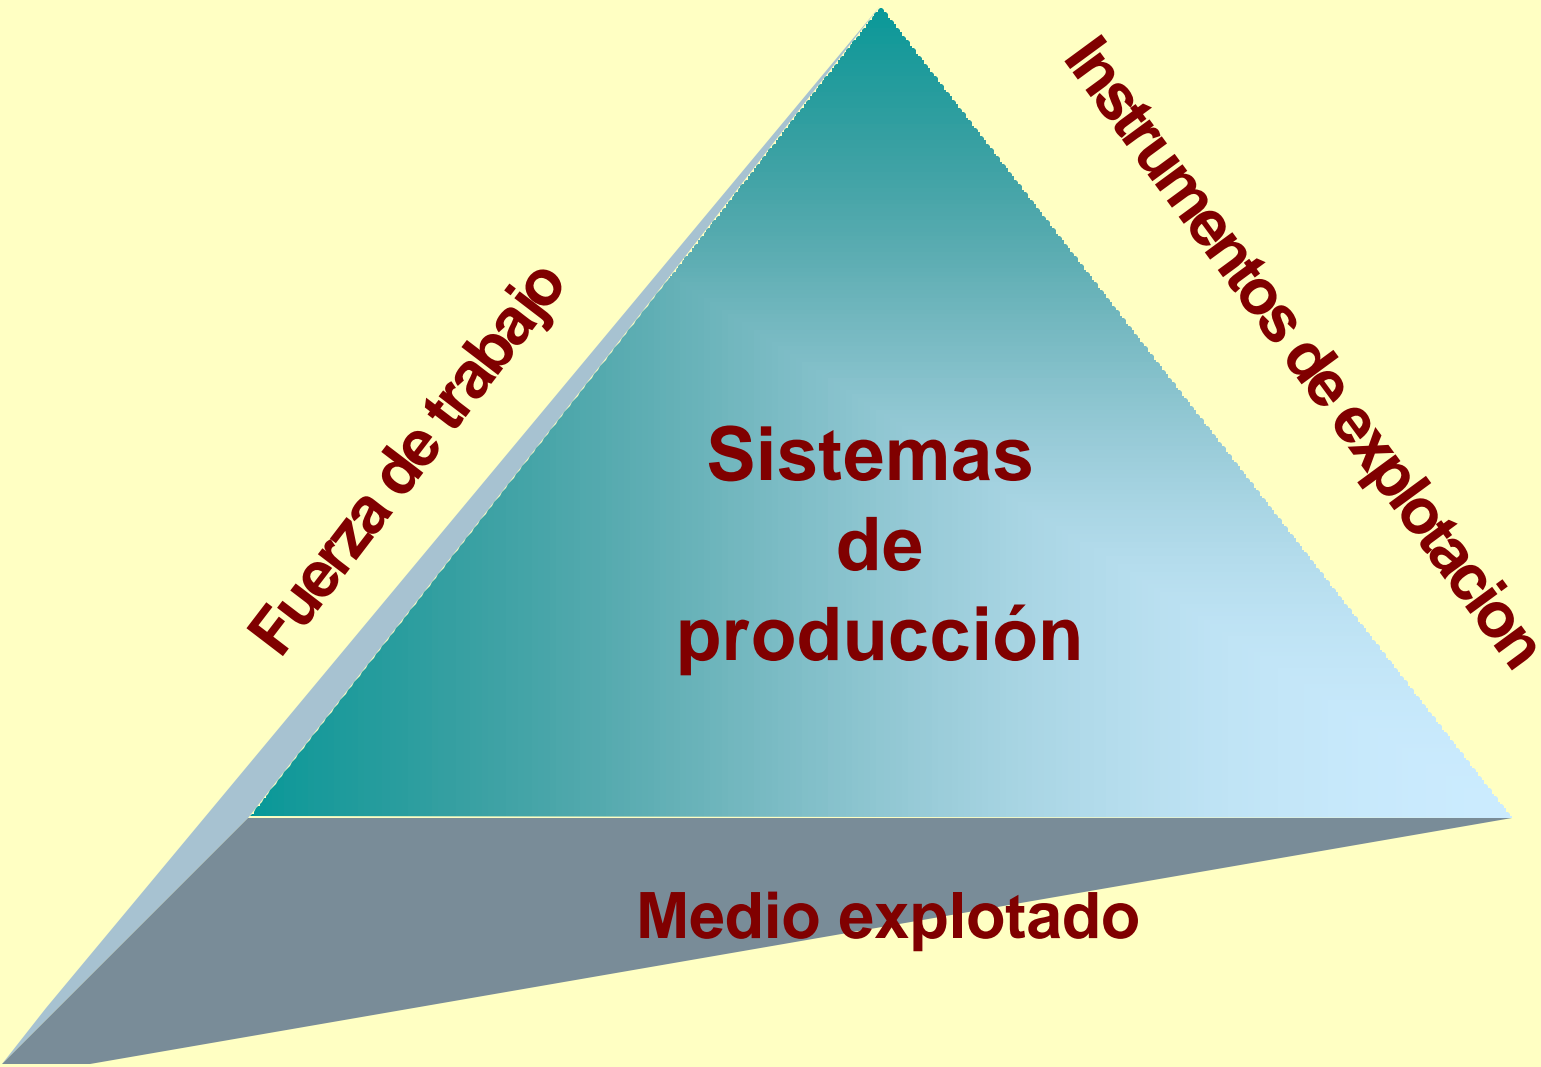 Instrumentos de explotacion
Fuerza de trabajo
Sistemas
de
producción
Medio explotado